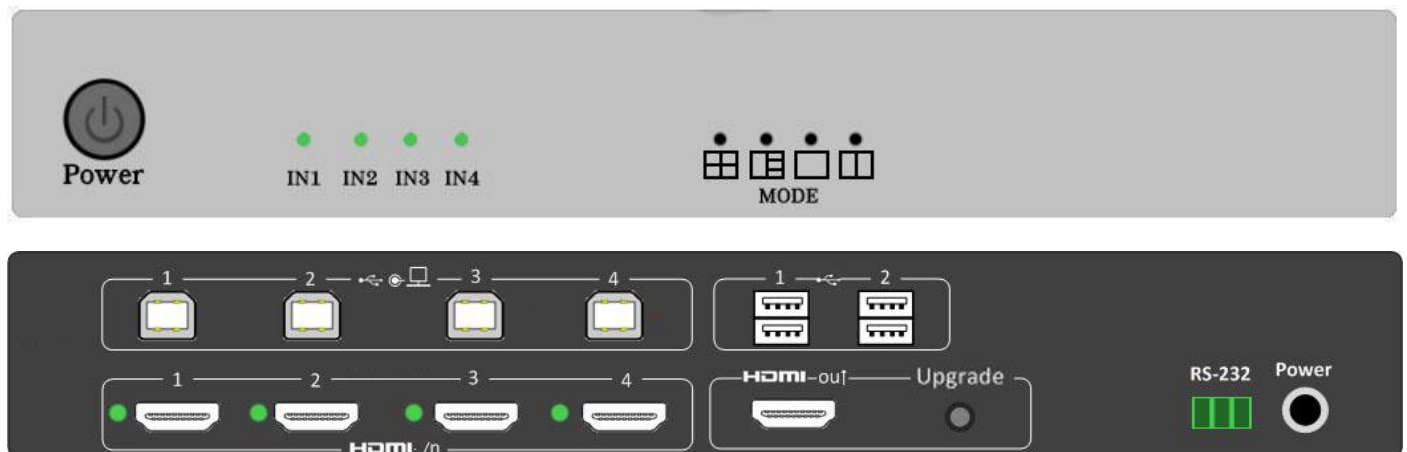 Power
IN1 IN2 IN3 IN4
MODE
1 2 3 4
1 2
1 2 3 4
HDMI-out Upgrade
RS-232 Power
HDMI